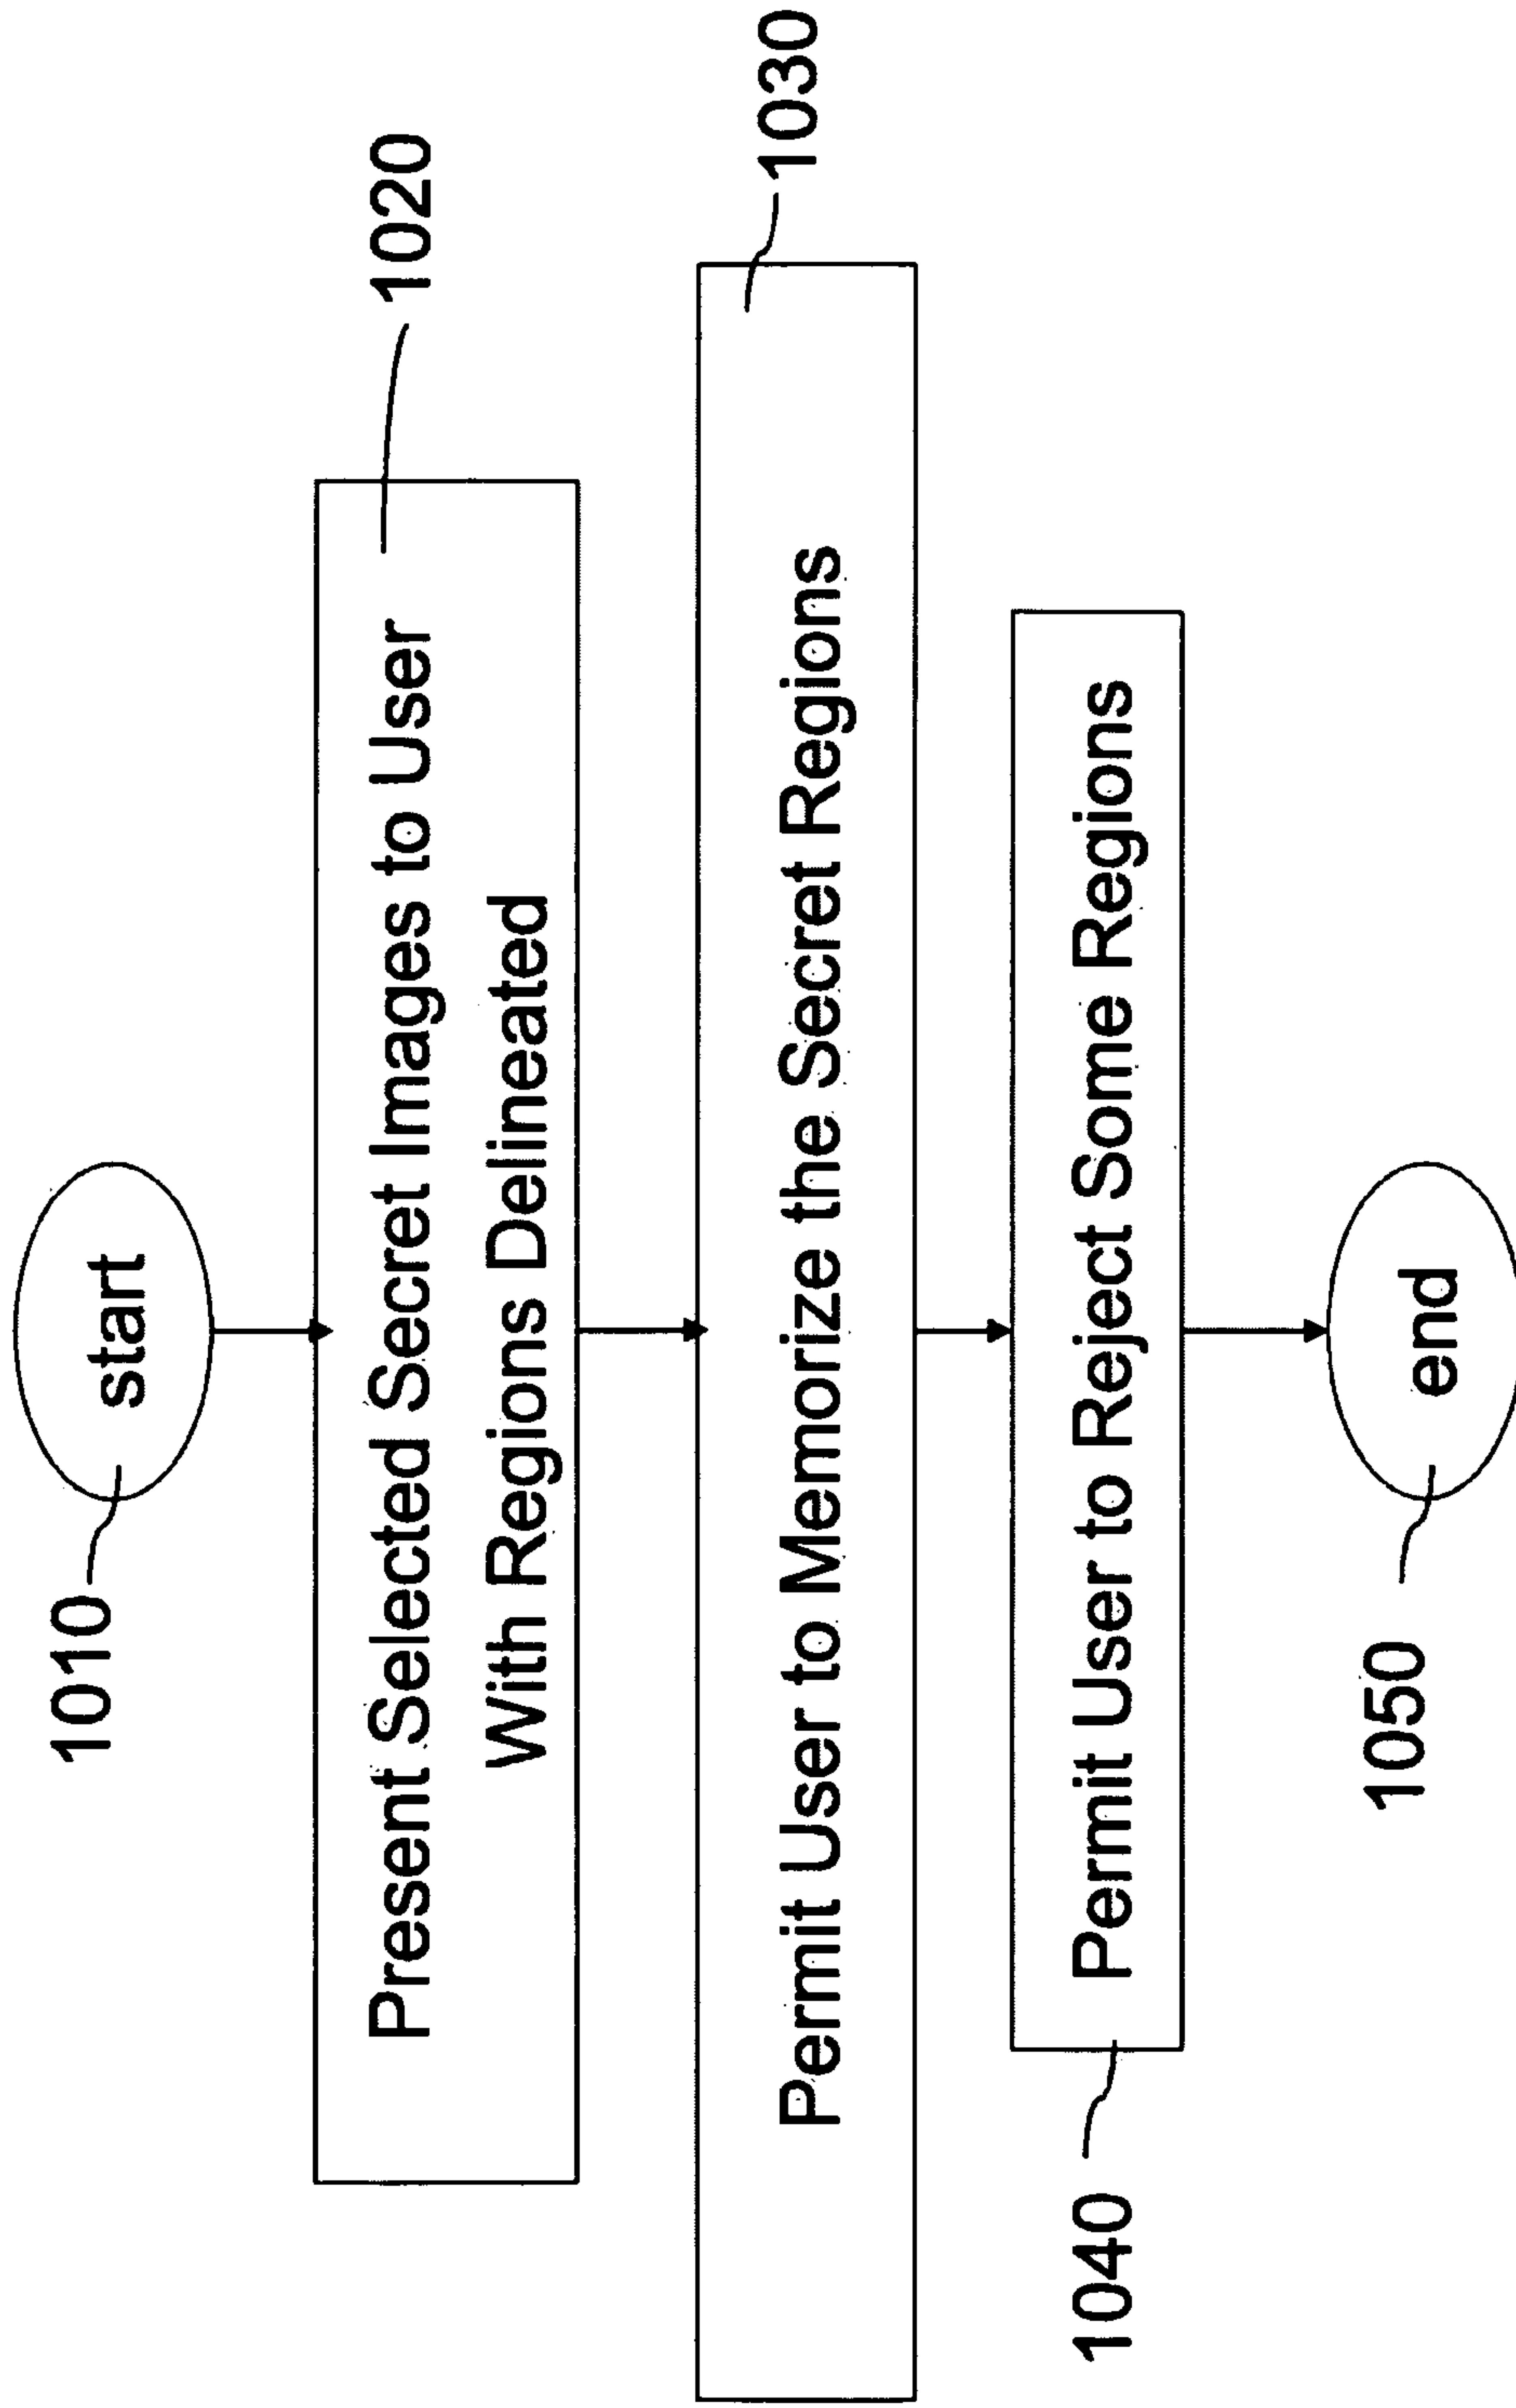 1010
start
1020
Present Selected Secret Images to User
With Regions Delineated
1030
Permit User to Memorize the Secret Regions
1040
Permit User to Reject Some Regions
1050
end